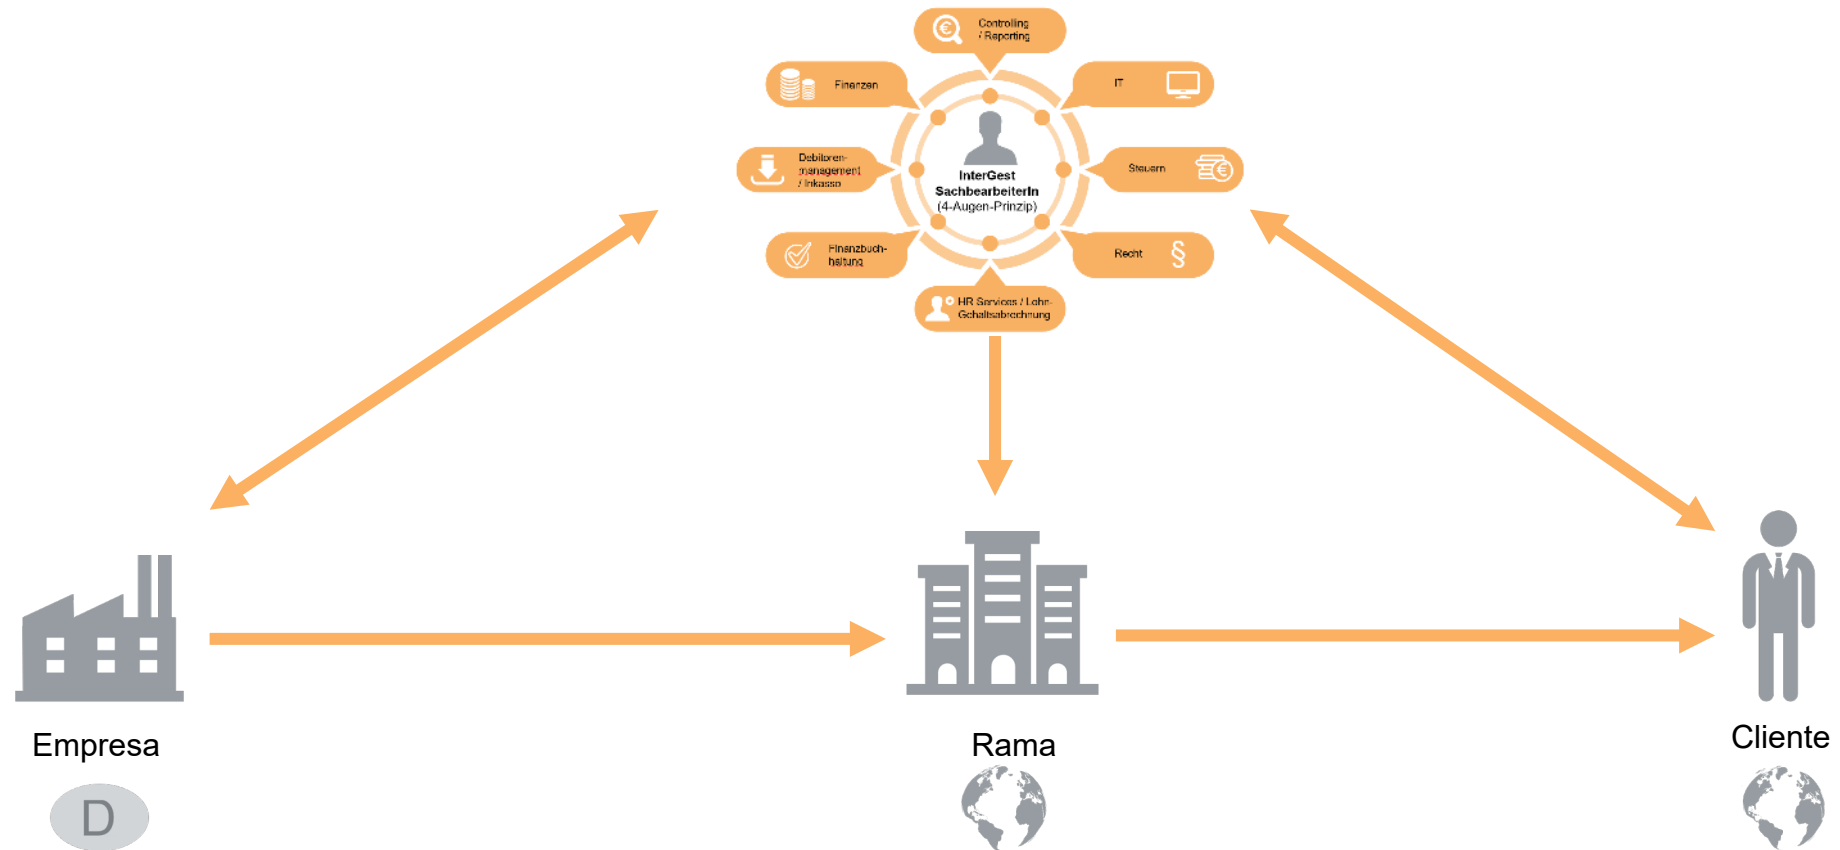 Controlling
/ Reporting
Finanzen
IT
Debitoren-
management
/ Inkasso
Steuern
InterGest
SachbearbeiterIn
(4-Augen-Prinzip)
Finanzbuch-
haltung
Recht
§
HR Services / Lohn-
Gehaltsabrechnung
Empresa
Rama
Cliente
D